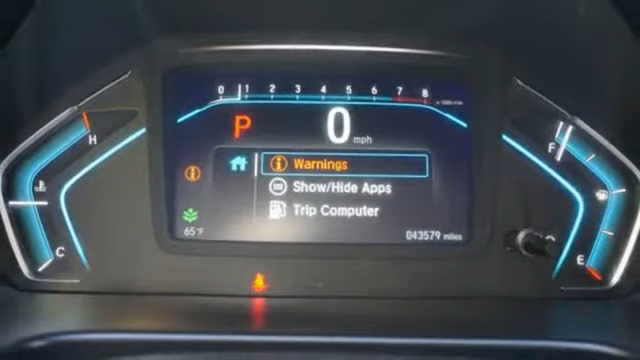 0 1 2 3 4 5 6 7 8
P 0 mph
H F
Warnings
Show/Hide Apps
Trip Computer
C E
65°F 043579 miles